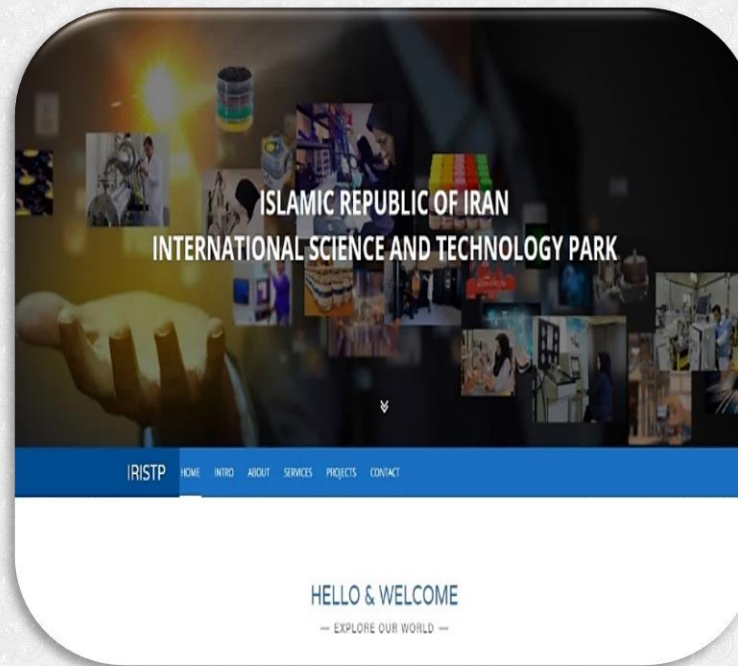 ISLAMIC REPUBLIC OF IRAN
INTERNATIONAL SCIENCE AND TECHNOLOGY PARK
IRISTP HOME INTRO ABOUT SERVICES PROJECTS CONTACT
HELLO & WELCOME
— EXPLORE OUR WORLD —